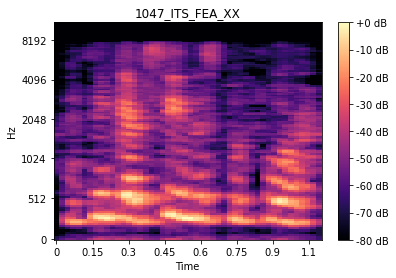 1047_ITS_FEA_XX
+0 dB
8192
-10 dB
4096
-20 dB
-30 dB
2048
Hz
-40 dB
1024
-50 dB
512
-60 dB
-70 dB
0
-80 dB
0 0.15 0.3 0.45 0.6 0.75 0.9 1.1
Time